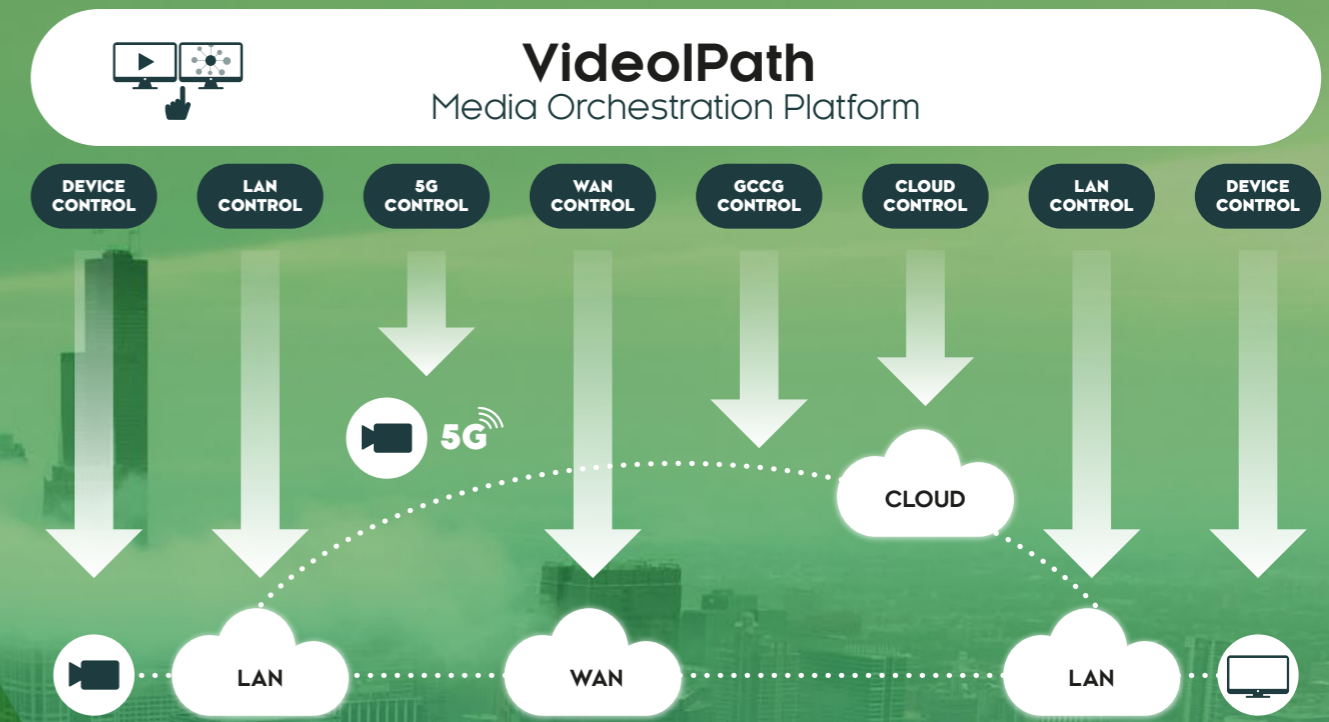 VideoIPath
Media Orchestration Platform
DEVICE
CONTROL
LAN
CONTROL
5G
CONTROL
WAN
CONTROL
GCCG
CONTROL
CLOUD
CONTROL
LAN
CONTROL
DEVICE
CONTROL
5G
CLOUD
LAN
WAN
LAN